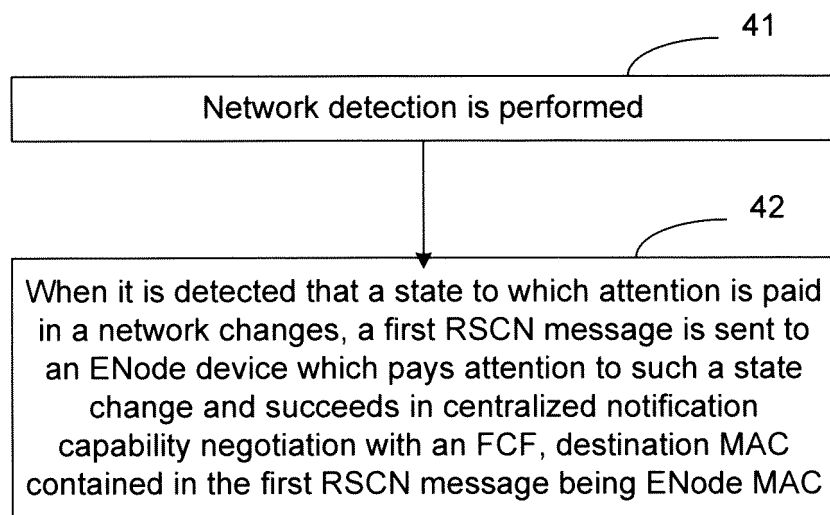 41
Network detection is performed
42
When it is detected that a state to which attention is paid
in a network changes, a first RSCN message is sent to
an ENode device which pays attention to such a state
change and succeeds in centralized notification
capability negotiation with an FCF, destination MAC
contained in the first RSCN message being ENode MAC